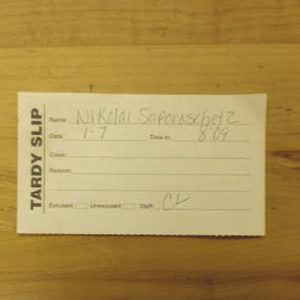 TARDY SLIP
Name: Nikolai Saporoschetz
Date: 1-7 Time In: 8:09
Class:
Reason:
Excused Unexcused Staff: CL